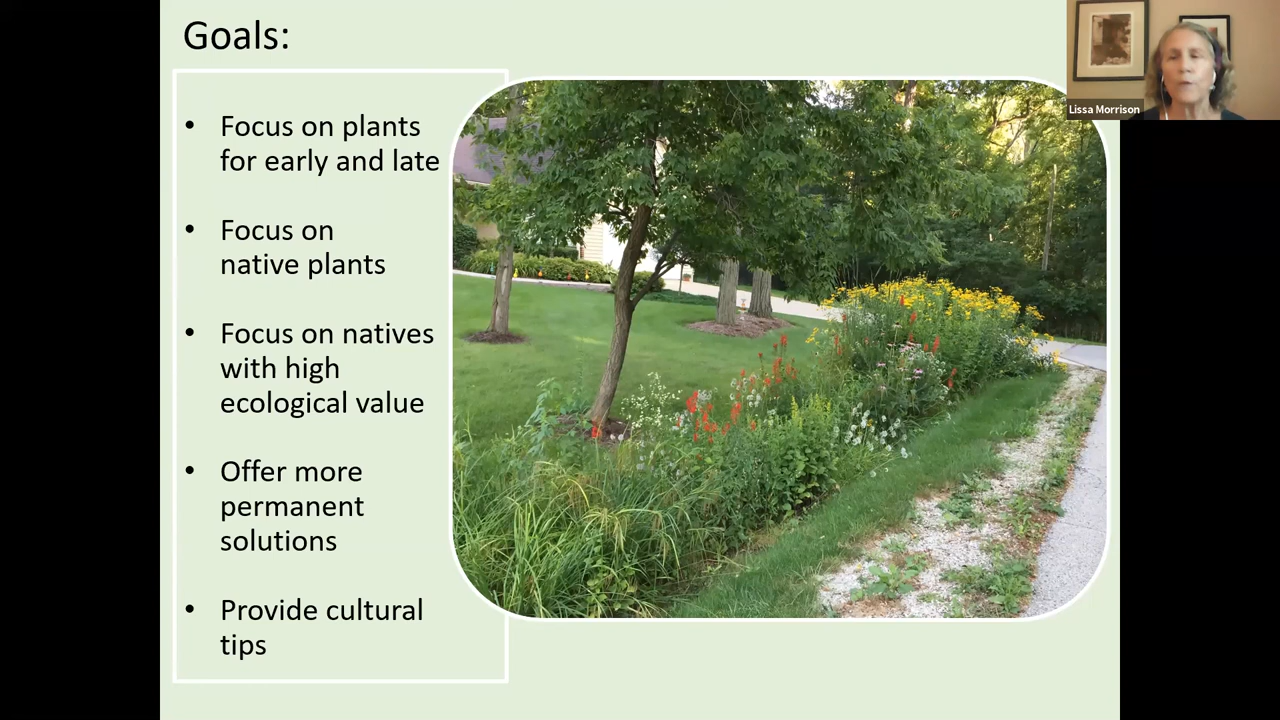 Goals:
• Focus on plants
for early and late
• Focus on
native plants
• Focus on natives
with high
ecological value
• Offer more
permanent
solutions
• Provide cultural
tips
Lissa Morrison